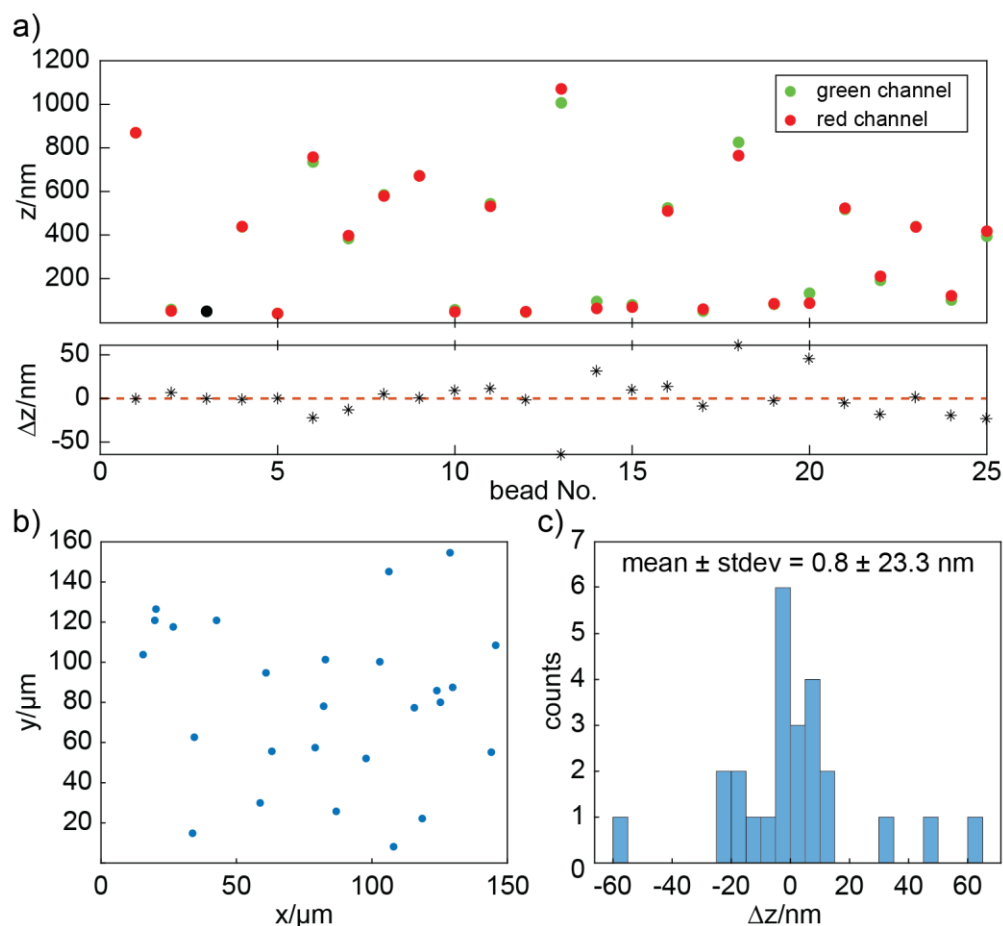 a)
1200
1000
800
600
400
200
z/nm
green channel
red channel
50
0
-50
Δz/nm
0 5 10 15 20 25
bead No.
b)
160
140
120
100
80
60
40
20
y/µm
0 50 100 150
x/µm
c)
7
6
5
4
3
2
1
0
counts
mean ± stdev = 0.8 ± 23.3 nm
-60 -40 -20 0 20 40 60
Δz/nm